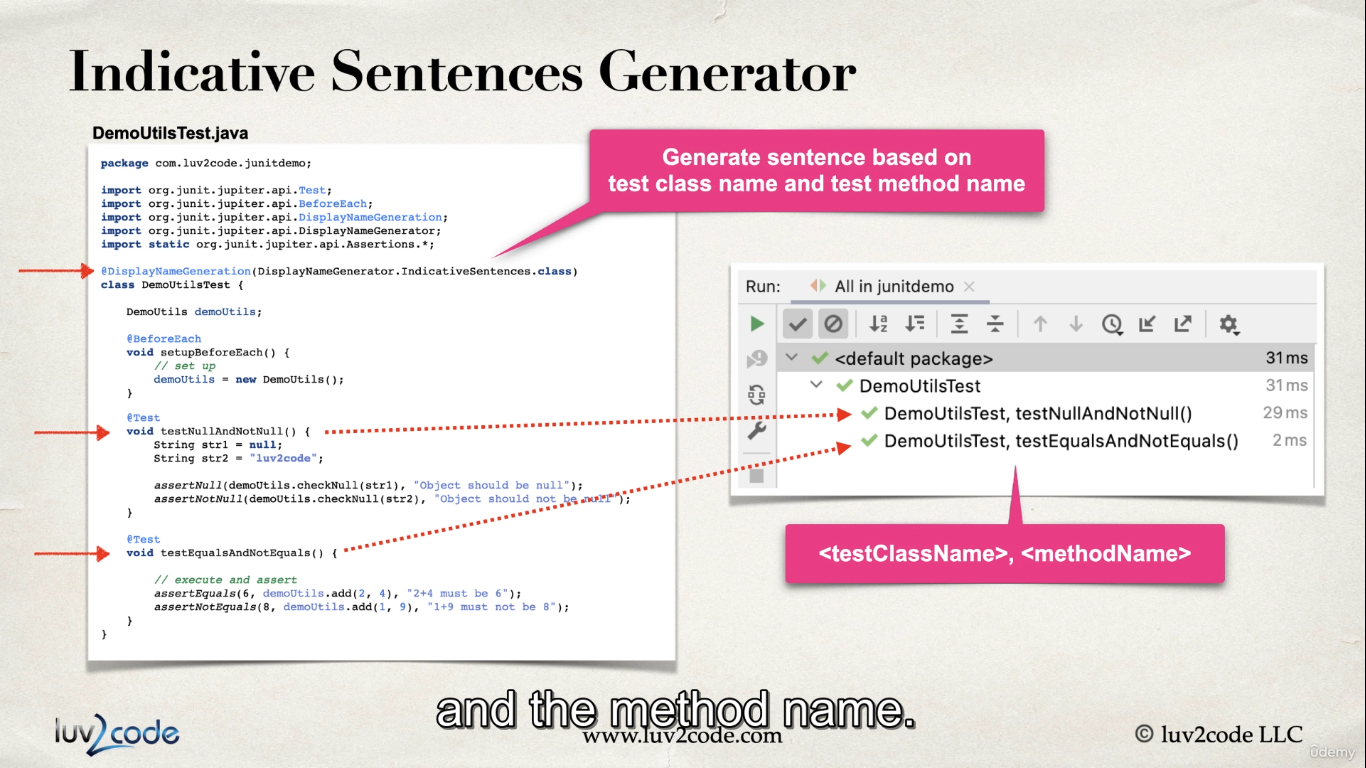 Indicative Sentences Generator
DemoUtilsTest.java
package com.luv2code.junitdemo;
import org.junit.jupiter.api.Test;
import org.junit.jupiter.api.BeforeEach;
import org.junit.jupiter.api.DisplayNameGeneration;
import org.junit.jupiter.api.DisplayNameGenerator;
import static org.junit.jupiter.api.Assertions.*;
@DisplayNameGeneration(DisplayNameGenerator.IndicativeSentences.class)
class DemoUtilsTest {
DemoUtils demoUtils;
@BeforeEach
void setupBeforeEach() {
// set up
demoUtils = new DemoUtils();
}
@Test
void testNullAndNotNull() {
String str1 = null;
String str2 = "luv2code";
assertNull(demoUtils.checkNull(str1), "Object should be null");
assertNotNull(demoUtils.checkNull(str2), "Object should not be null");
}
@Test
void testEqualsAndNotEquals() {
// execute and assert
assertEquals(6, demoUtils.add(2, 4), "2+4 must be 6");
assertNotEquals(8, demoUtils.add(1, 9), "1+9 must not be 8");
}
}
Generate sentence based on
test class name and test method name
Run: All in junitdemo
<default package> 31 ms
DemoUtilsTest 31 ms
DemoUtilsTest, testNullAndNotNull() 29 ms
DemoUtilsTest, testEqualsAndNotEquals() 2 ms
<testClassName>, <methodName>
and the method name.
luv2code
www.luv2code.com
© luv2code LLC
ûdemy